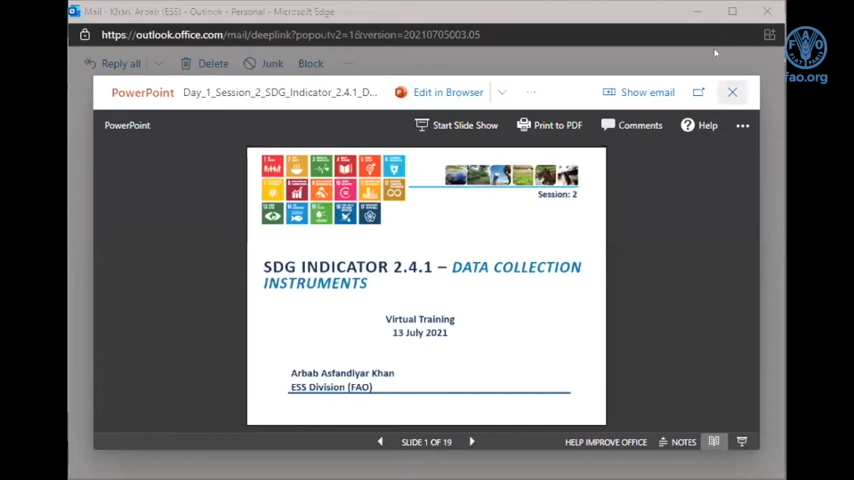 Mail - Khan, Arbab (ESS) - Outlook - Personal - Microsoft Edge
https://outlook.office.com/mail/deeplink?popoutv2=1&version=20210705003.05
fao.org
Reply all
Delete
Junk
Block
PowerPoint
Day_1_Session_2_SDG_Indicator_2.4.1_D...
Edit in Browser
Show email
PowerPoint
Start Slide Show
Print to PDF
Comments
Help
Session: 2
SDG INDICATOR 2.4.1 – DATA COLLECTION
INSTRUMENTS
Virtual Training
13 July 2021
Arbab Asfandiyar Khan
ESS Division (FAO)
SLIDE 1 OF 19
HELP IMPROVE OFFICE
NOTES